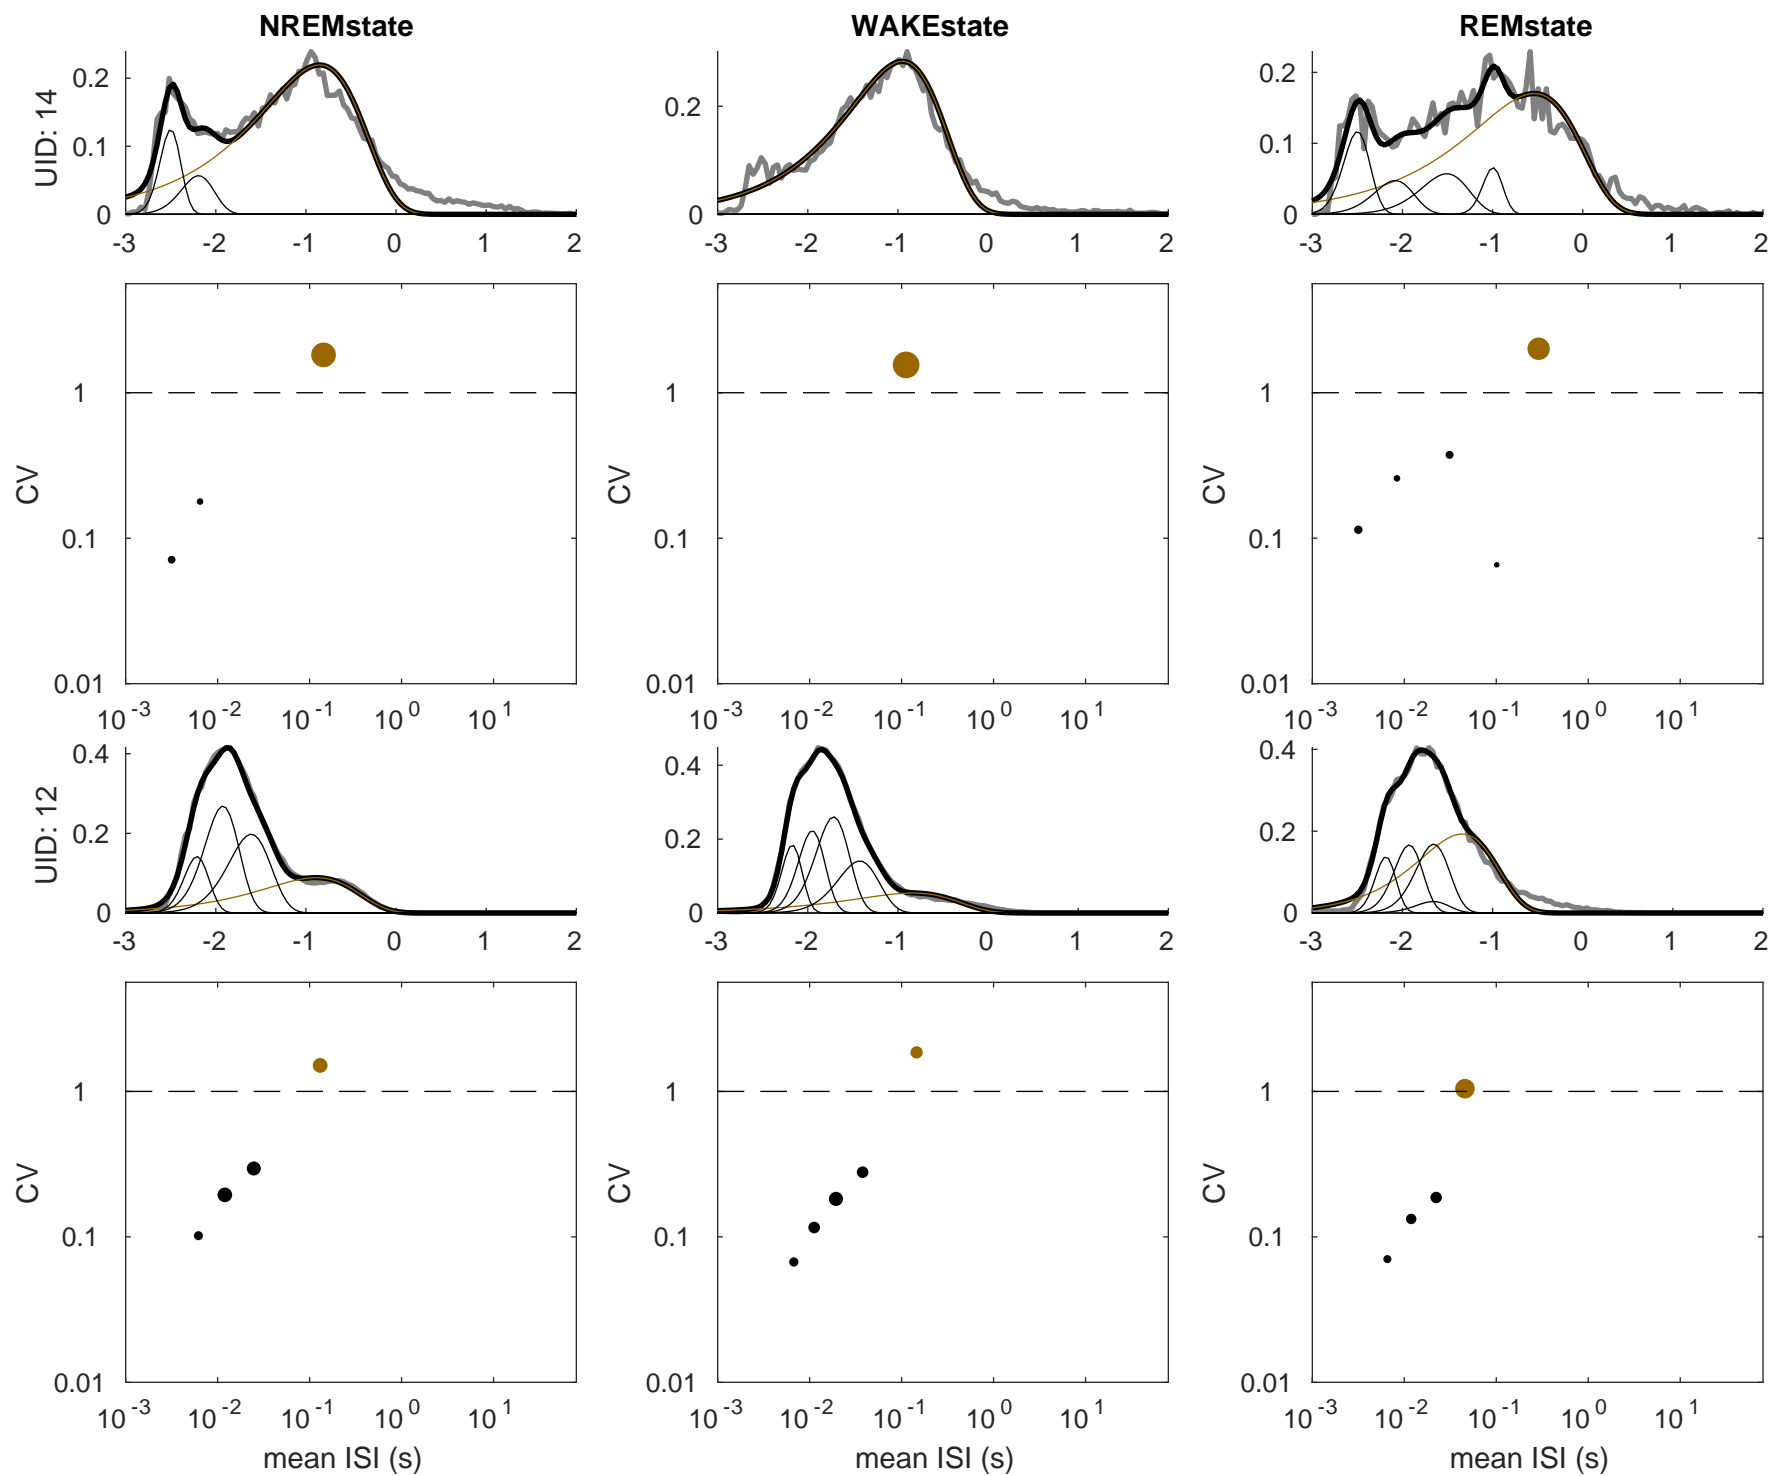 NREMstate WAKEstate REMstate
UID: 14
0.2 0.2 0.2
0.1 0.1
0 0 0
-3 -2 -1 0 1 2 -3 -2 -1 0 1 2 -3 -2 -1 0 1 2
CV CV CV
1 1 1
0.1 0.1 0.1
0.01 0.01 0.01
10^-3 10^-2 10^-1 10^0 10^1 10^-3 10^-2 10^-1 10^0 10^1 10^-3 10^-2 10^-1 10^0 10^1
UID: 12
0.4 0.4 0.4
0.2 0.2 0.2
0 0 0
-3 -2 -1 0 1 2 -3 -2 -1 0 1 2 -3 -2 -1 0 1 2
CV CV CV
1 1 1
0.1 0.1 0.1
0.01 0.01 0.01
10^-3 10^-2 10^-1 10^0 10^1 10^-3 10^-2 10^-1 10^0 10^1 10^-3 10^-2 10^-1 10^0 10^1
mean ISI (s) mean ISI (s) mean ISI (s)